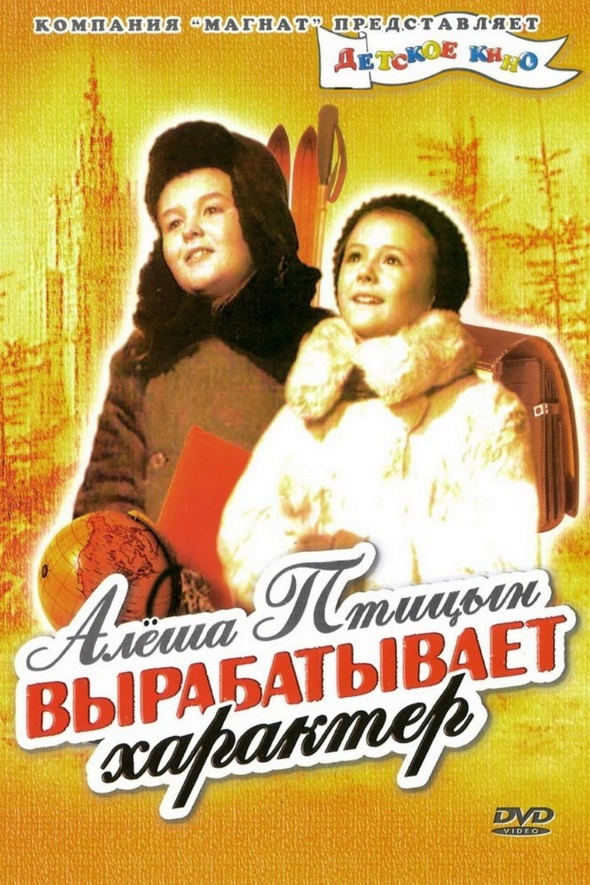 КОМПАНИЯ "МАГНАТ" ПРЕДСТАВЛЯЕТ
ДЕТСКОЕ КИНО
Алёша Птицын
ВЫРАБАТЫВАЕТ
характер
DVD
VIDEO